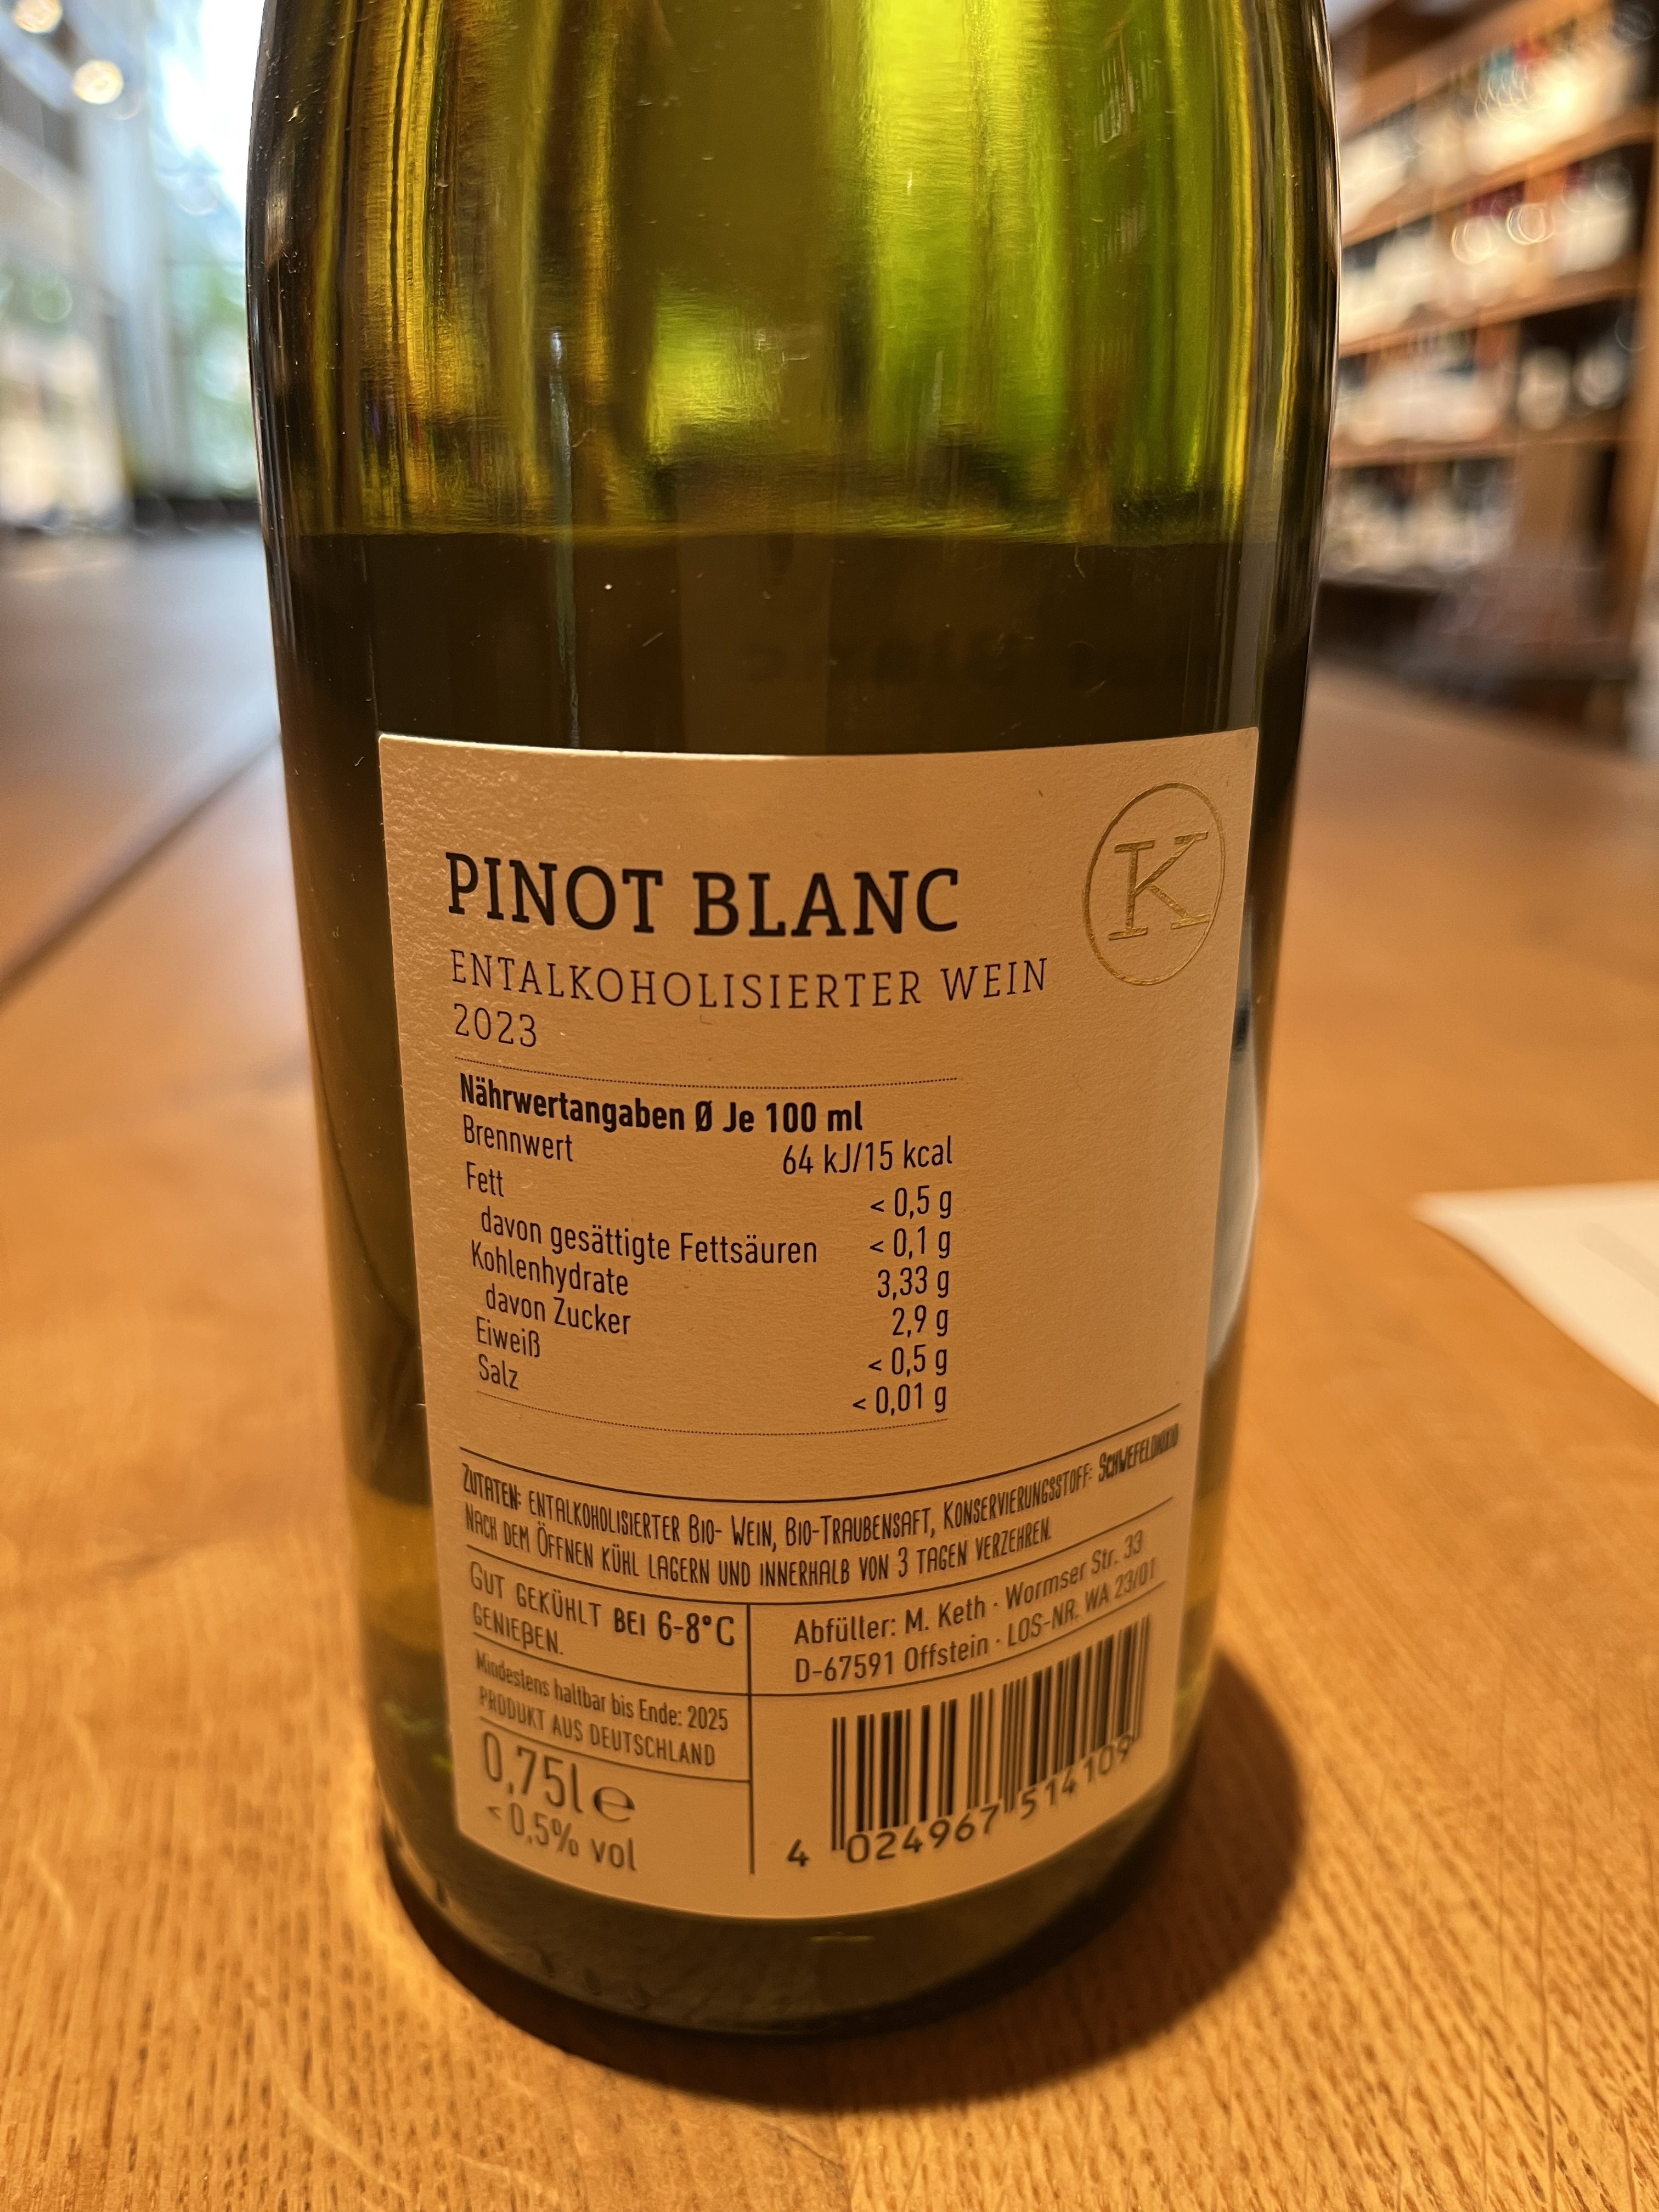 K
PINOT BLANC
ENTALKOHOLISIERTER WEIN
2023
Nährwertangaben Ø Je 100 ml
Brennwert 64 kJ/15 kcal
Fett < 0,5 g
davon gesättigte Fettsäuren < 0,1 g
Kohlenhydrate 3,33 g
davon Zucker 2,9 g
Eiweiß < 0,5 g
Salz < 0,01 g
ZUTATEN: ENTALKOHOLISIERTER BIO- WEIN, BIO-TRAUBENSAFT, KONSERVIERUNGSSTOFF: SCHWEFELDIOXID
NACH DEM ÖFFNEN KÜHL LAGERN UND INNERHALB VON 3 TAGEN VERZEHREN.
GUT GEKÜHLT BEI 6-8°C
GENIEßEN.
Mindestens haltbar bis Ende: 2025
PRODUKT AUS DEUTSCHLAND
0,75l e
< 0,5% vol
Abfüller: M. Keth · Wormser Str. 33
D-67591 Offstein · LOS-NR. WA 23/01
4 024967 514109